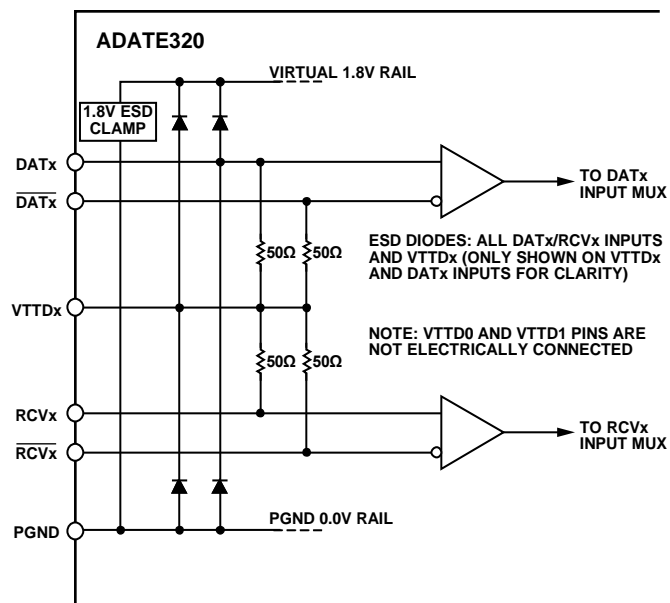 ADATE320
VIRTUAL 1.8V RAIL
1.8V ESD
CLAMP
DATx
TO DATx
INPUT MUX
D̅A̅T̅x̅
ESD DIODES: ALL DATx/RCVx INPUTS
AND VTTDx (ONLY SHOWN ON VTTDx
AND DATx INPUTS FOR CLARITY)
50Ω 50Ω
VTTDx
NOTE: VTTD0 AND VTTD1 PINS ARE
NOT ELECTRICALLY CONNECTED
50Ω 50Ω
RCVx
TO RCVx
INPUT MUX
R̅C̅V̅x̅
PGND 0.0V RAIL
PGND